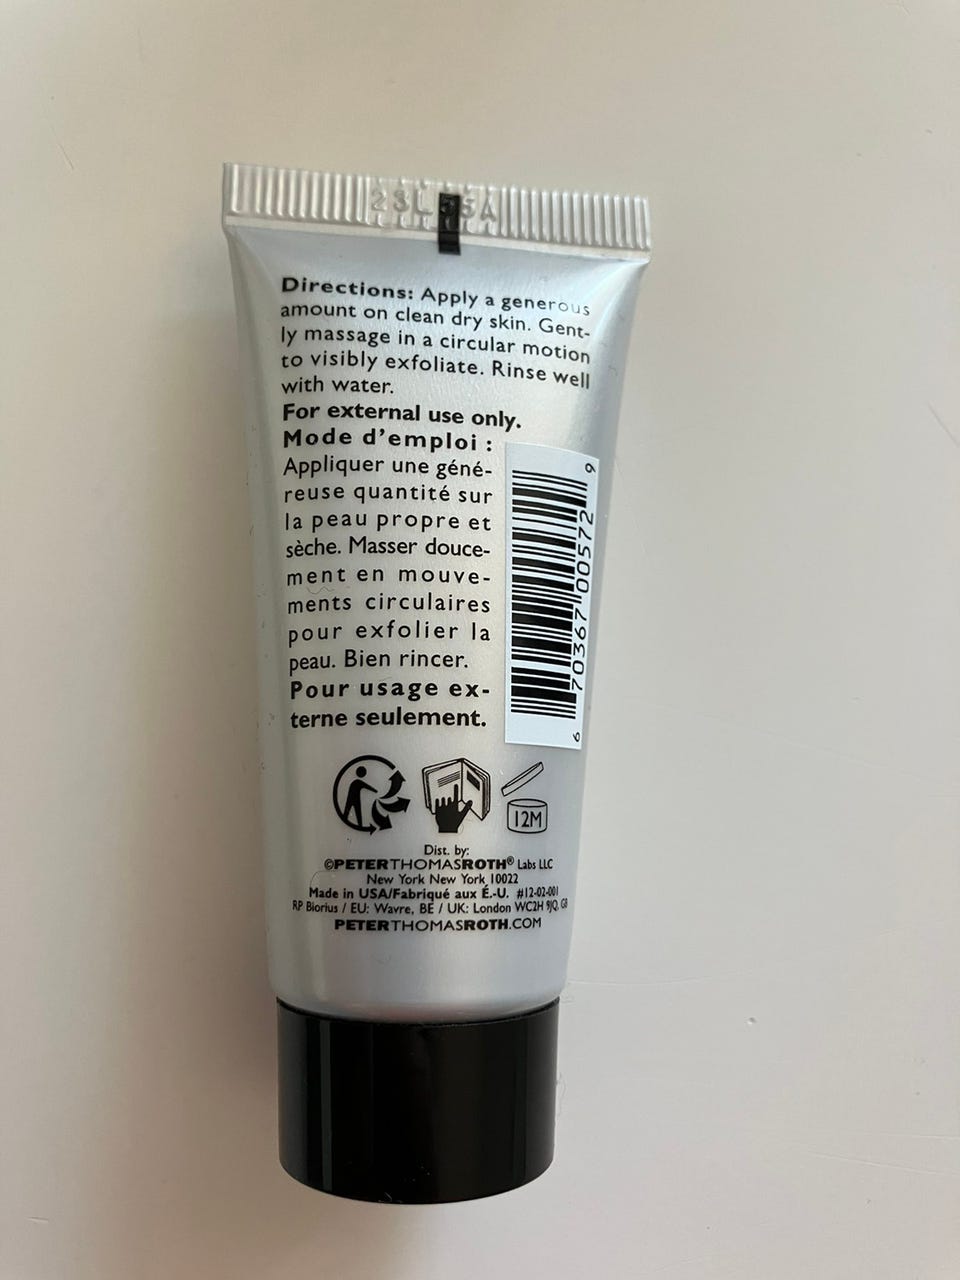 Directions: Apply a generous
amount on clean dry skin. Gent-
ly massage in a circular motion
to visibly exfoliate. Rinse well
with water.
For external use only.
Mode d'emploi :
Appliquer une géné-
reuse quantité sur
la peau propre et
sèche. Masser douce-
ment en mouve-
ments circulaires
pour exfolier la
peau. Bien rincer.
Pour usage ex-
terne seulement.
6 70367 00572 9
12M
Dist. by:
©PETERTHOMASROTH® Labs LLC
New York New York 10022
Made in USA/Fabriqué aux É.-U. #12-02-001
RP Biorius / EU: Wavre, BE / UK: London WC2H 9JQ, GB
PETERTHOMASROTH.COM